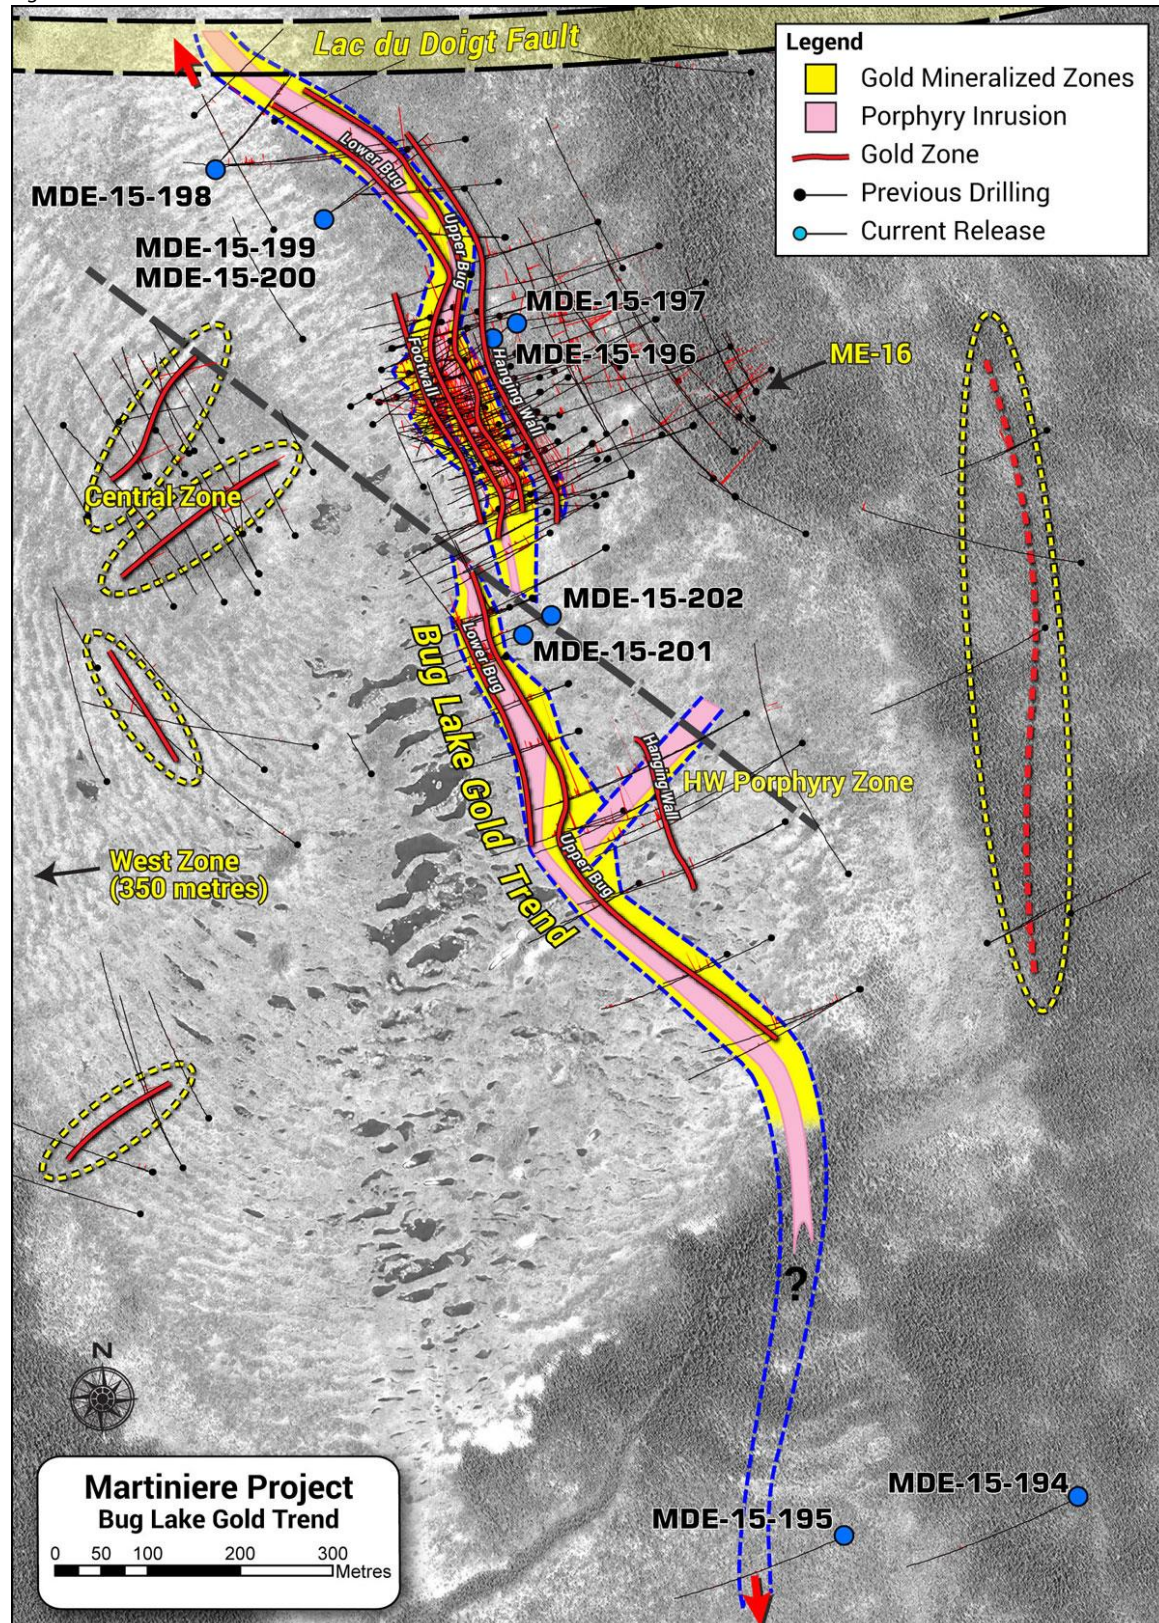 Lac du Doigt Fault
Legend
Gold Mineralized Zones
Porphyry Inrusion
Gold Zone
Previous Drilling
Current Release
Lower Bug
MDE-15-198
Upper Bug
MDE-15-199
MDE-15-200
MDE-15-197
MDE-15-196
ME-16
Footwall
Hanging Wall
Central Zone
MDE-15-202
MDE-15-201
Lower Bug
Bug Lake Gold Trend
Hanging Wall
HW Porphyry Zone
West Zone
(350 metres)
Upper Bug
?
N
Martiniere Project
Bug Lake Gold Trend
0 50 100 200 300
Metres
MDE-15-194
MDE-15-195